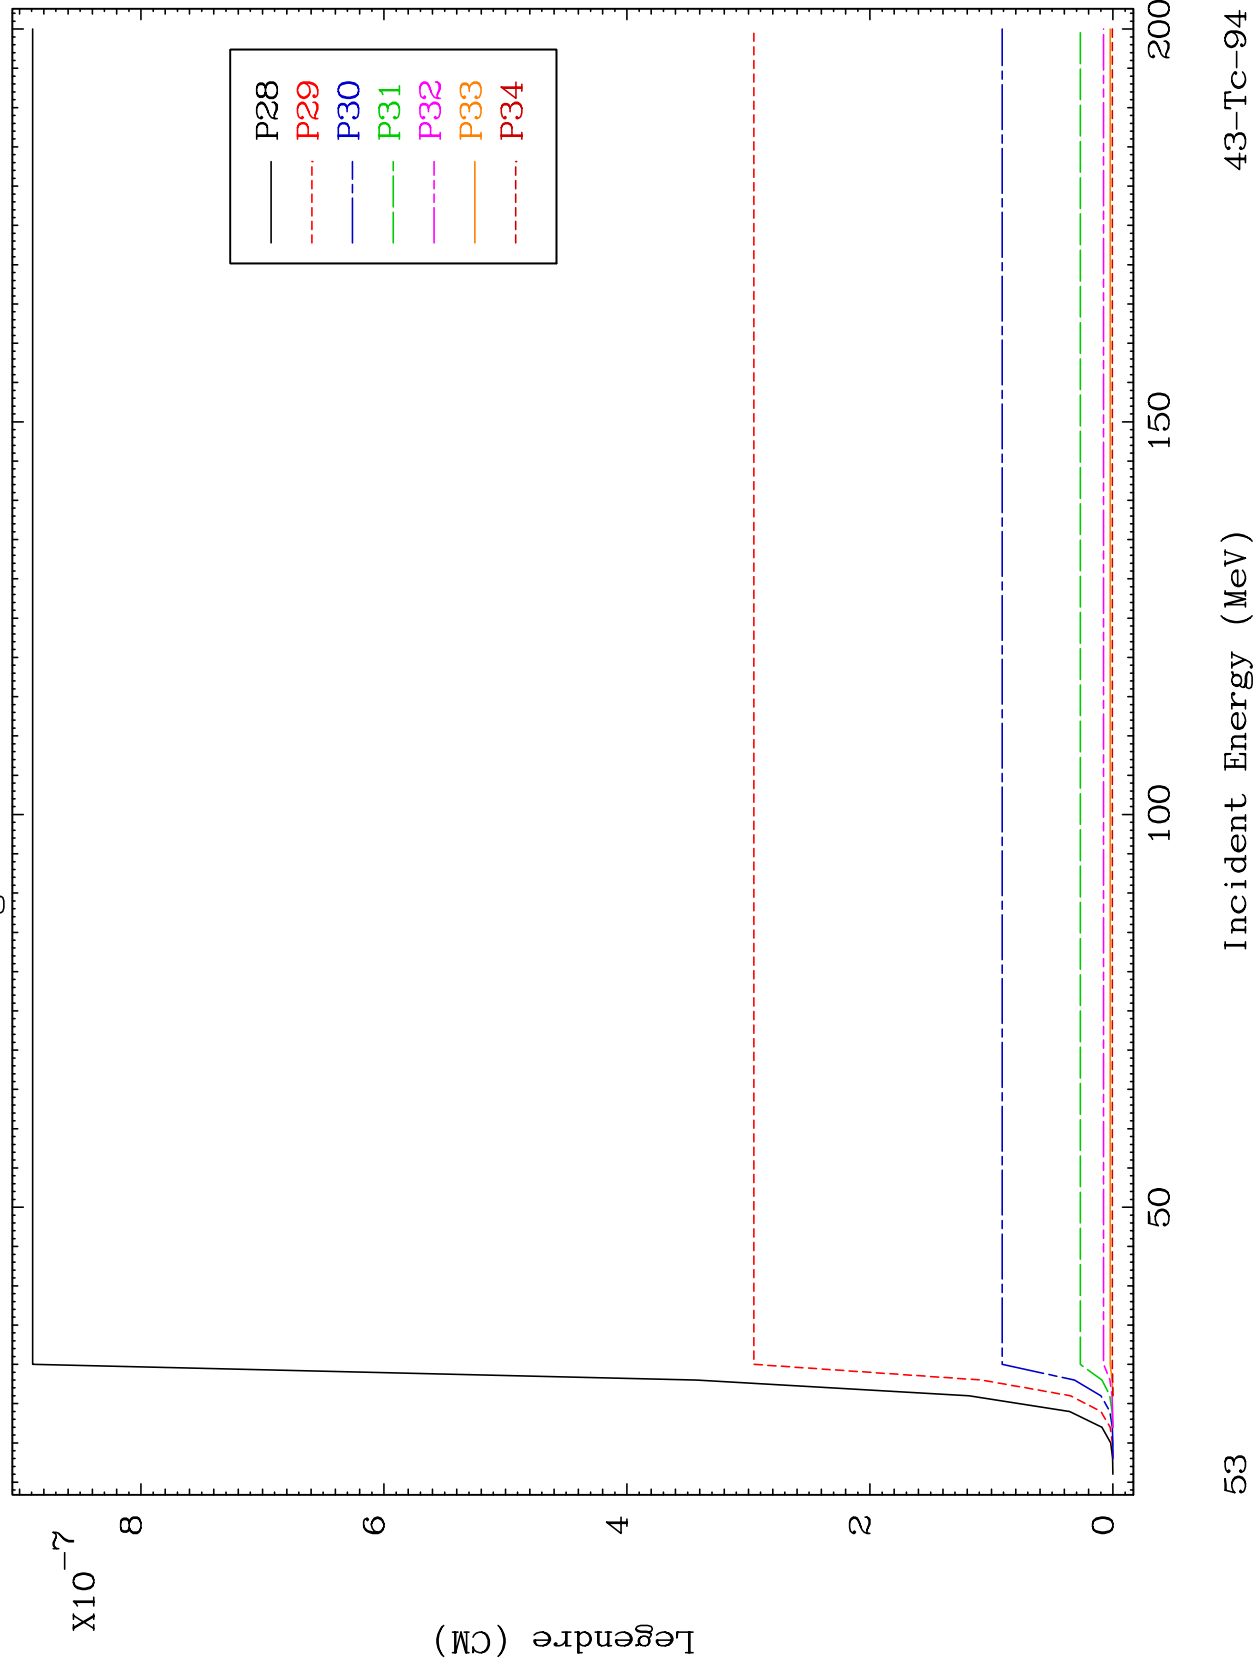 X10-7
8
6
4
2
0
Legendre (CM)
P28
P29
P30
P31
P32
P33
P34
50
100
150
200
53
Incident Energy (MeV)
43-Tc-94